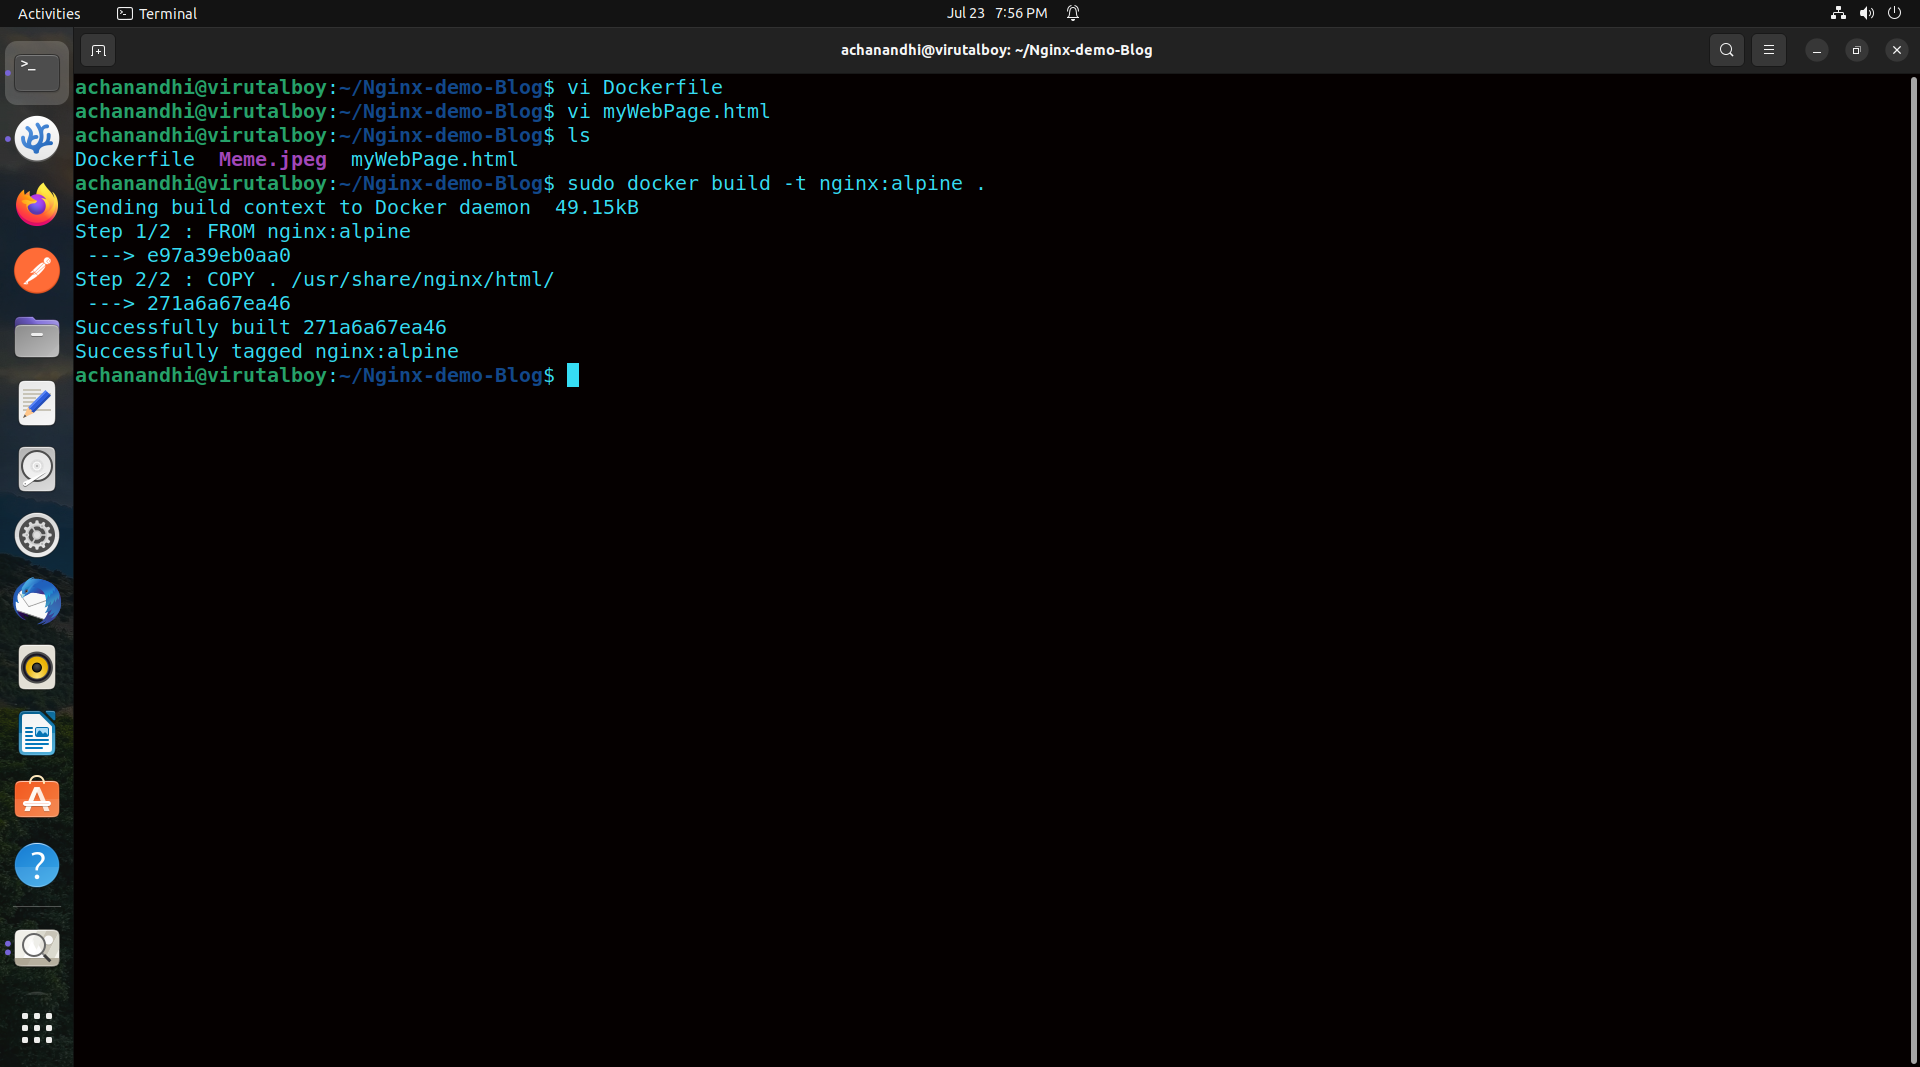 Activities Terminal Jul 23 7:56 PM
achanandhi@virutalboy: ~/Nginx-demo-Blog
achanandhi@virutalboy:~/Nginx-demo-Blog$ vi Dockerfile
achanandhi@virutalboy:~/Nginx-demo-Blog$ vi myWebPage.html
achanandhi@virutalboy:~/Nginx-demo-Blog$ ls
Dockerfile  Meme.jpeg  myWebPage.html
achanandhi@virutalboy:~/Nginx-demo-Blog$ sudo docker build -t nginx:alpine .
Sending build context to Docker daemon  49.15kB
Step 1/2 : FROM nginx:alpine
 ---> e97a39eb0aa0
Step 2/2 : COPY . /usr/share/nginx/html/
 ---> 271a6a67ea46
Successfully built 271a6a67ea46
Successfully tagged nginx:alpine
achanandhi@virutalboy:~/Nginx-demo-Blog$